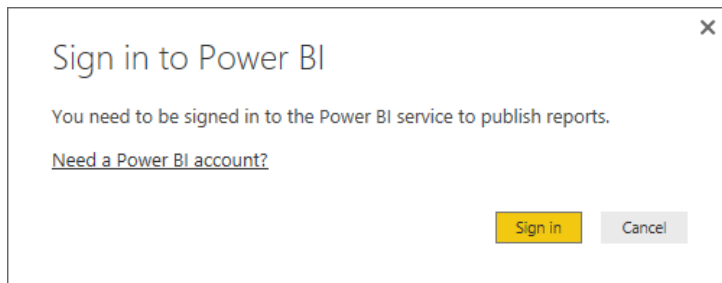 Sign in to Power BI
You need to be signed in to the Power BI service to publish reports.
Need a Power BI account?
Sign in
Cancel